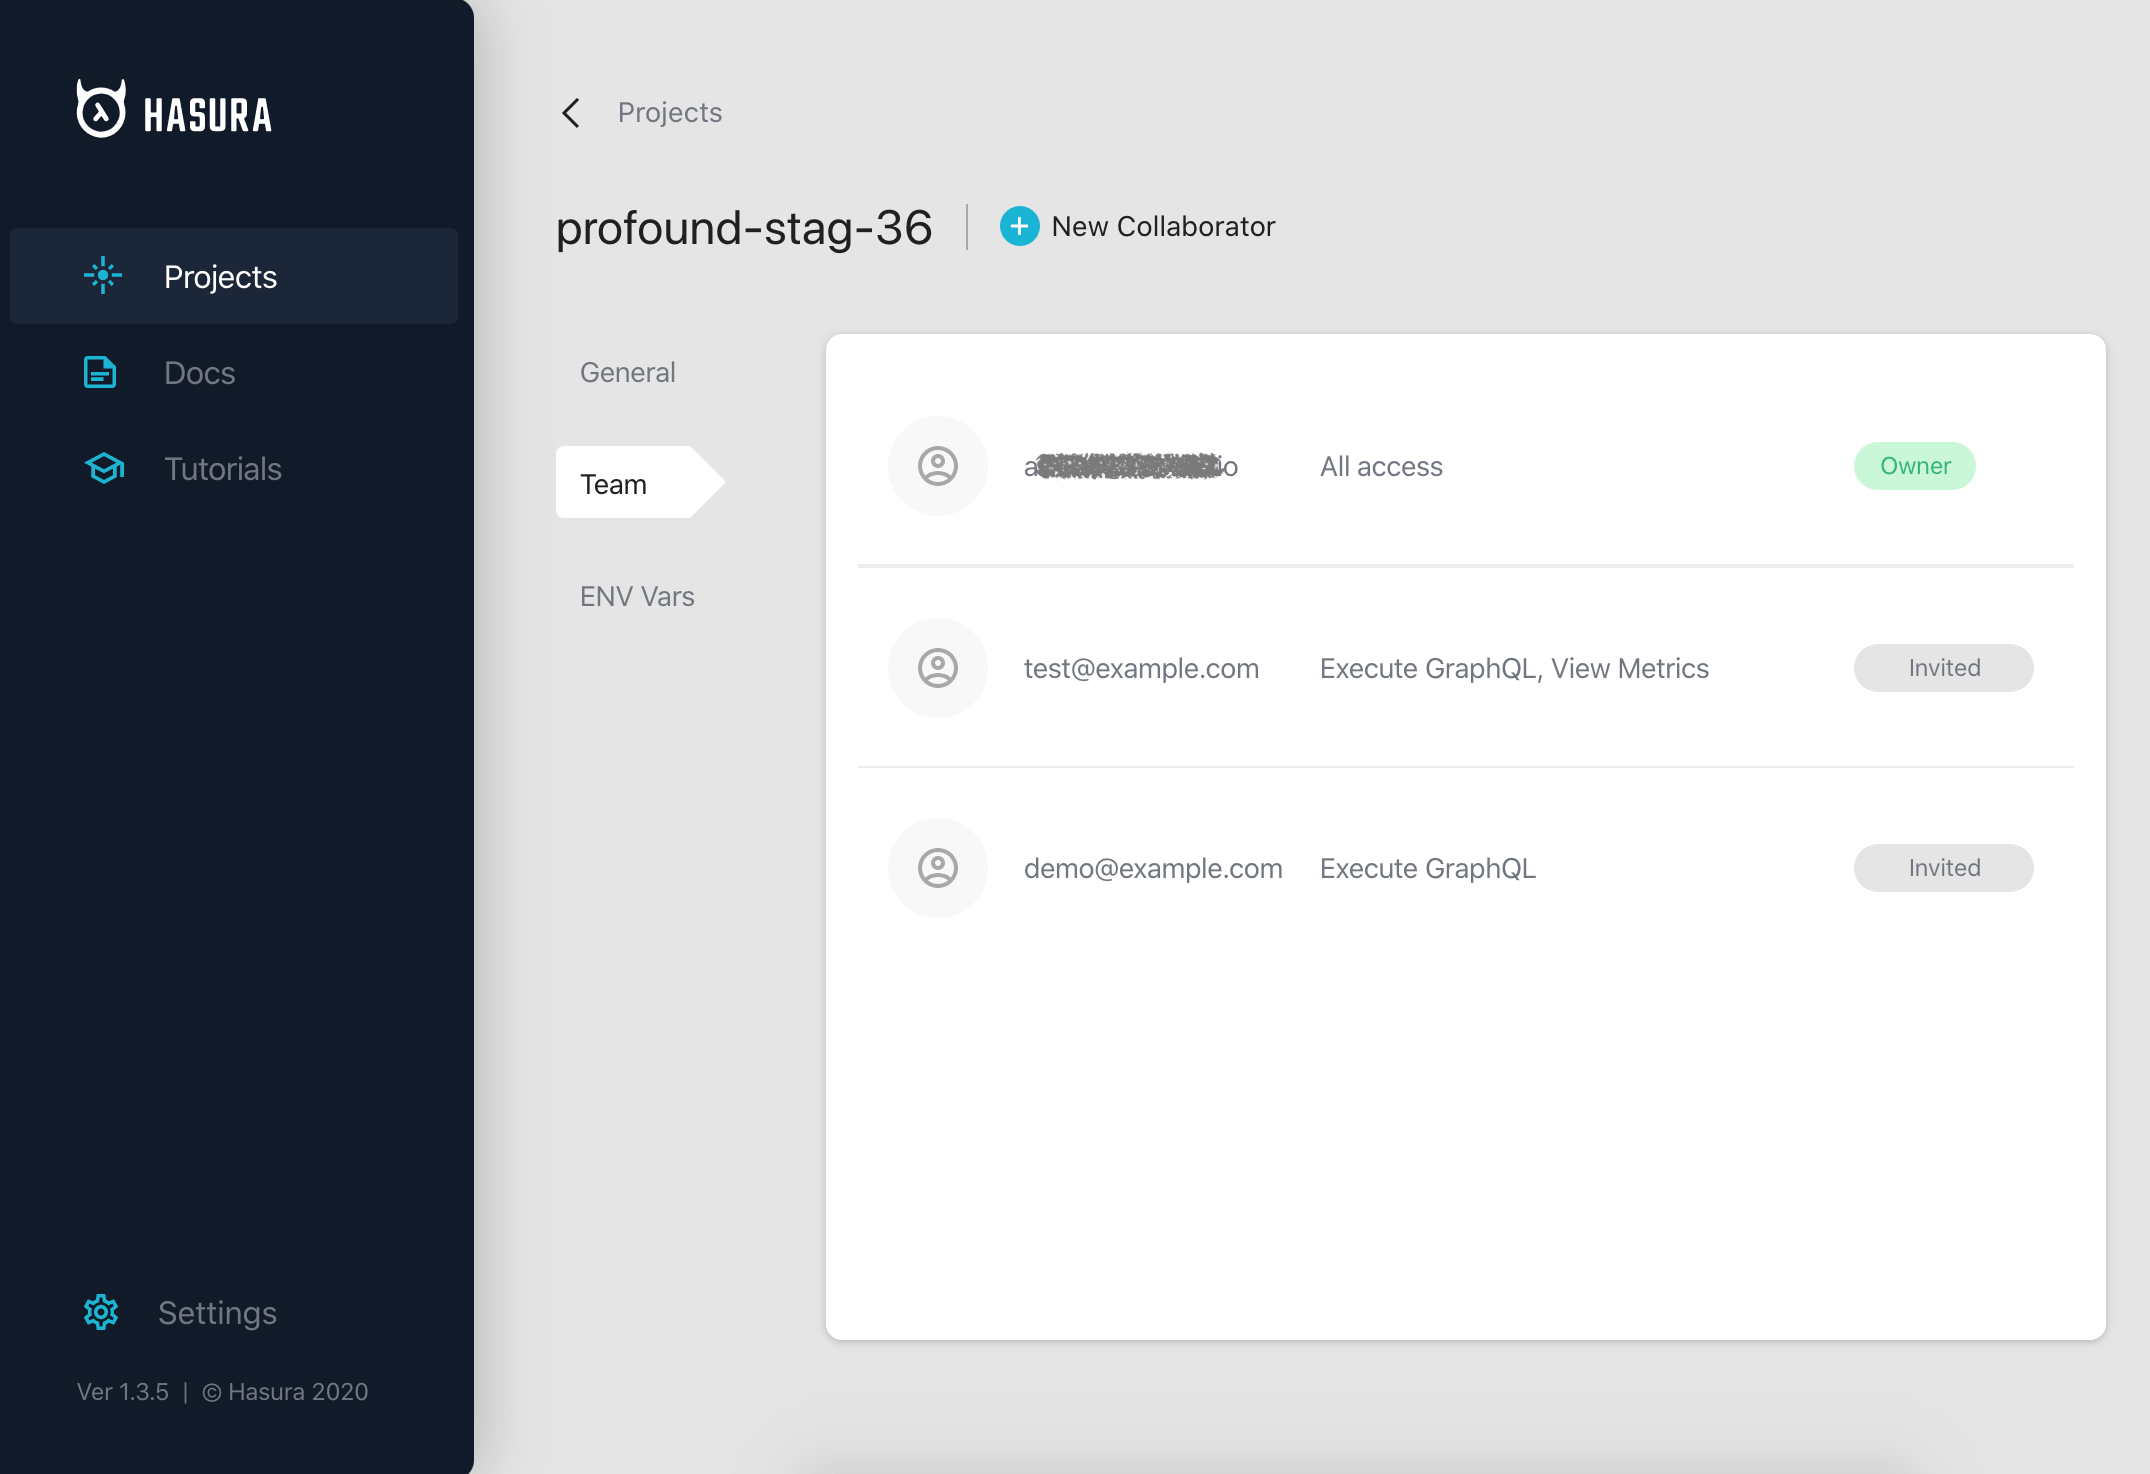 HASURA
Projects
Docs
Tutorials
Settings
Ver 1.3.5 | © Hasura 2020
Projects
profound-stag-36
New Collaborator
General
Team
ENV Vars
All access
Owner
test@example.com
Execute GraphQL, View Metrics
Invited
demo@example.com
Execute GraphQL
Invited